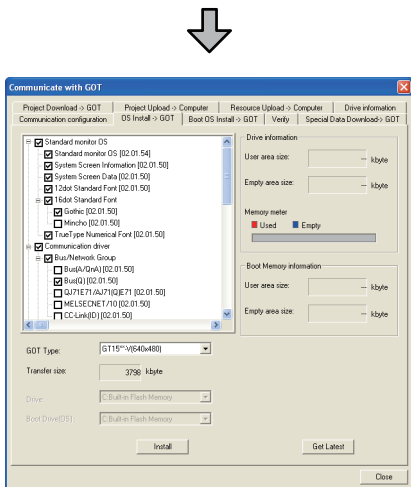 Communicate with GOT
Project Download -> GOT Project Upload -> Computer Resource Upload -> Computer Drive information
Communication configuration OS Install -> GOT Boot OS Install -> GOT Verify Special Data Download-> GOT
Standard monitor OS
Standard monitor OS [02.01.54]
System Screen Information [02.01.50]
System Screen Data [02.01.50]
12dot Standard Font [02.01.50]
16dot Standard Font
Gothic [02.01.50]
Mincho [02.01.50]
TrueType Numerical Font [02.01.50]
Communication driver
Bus/Network Group
Bus(A/QnA) [02.01.50]
Bus(Q) [02.01.50]
QJ71E71/AJ71(Q)E71 [02.01.50]
MELSECNET/10 [02.01.50]
CC-Link(ID) [02.01.50]
Drive information
User area size: -- kbyte
Empty area size: -- kbyte
Memory meter
Used Empty
Boot Memory information
User area size: -- kbyte
Empty area size: -- kbyte
GOT Type: GT15**-V(640x480)
Transfer size: 3798 kbyte
Drive: C:Built-in Flash Memory
Boot Drive(OS): C:Built-in Flash Memory
Install Get Latest
Close